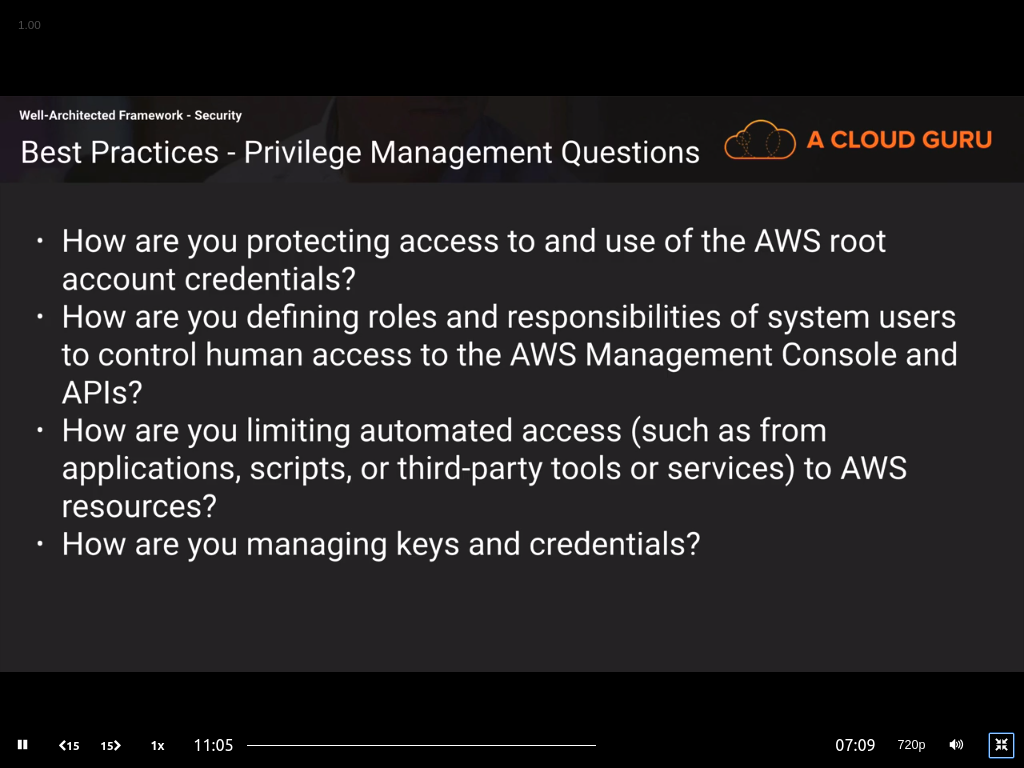 1.00
Well-Architected Framework - Security
Best Practices - Privilege Management Questions
A CLOUD GURU
• How are you protecting access to and use of the AWS root
account credentials?
• How are you defining roles and responsibilities of system users
to control human access to the AWS Management Console and
APIs?
• How are you limiting automated access (such as from
applications, scripts, or third-party tools or services) to AWS
resources?
• How are you managing keys and credentials?
15 15 1x 11:05 07:09 720p